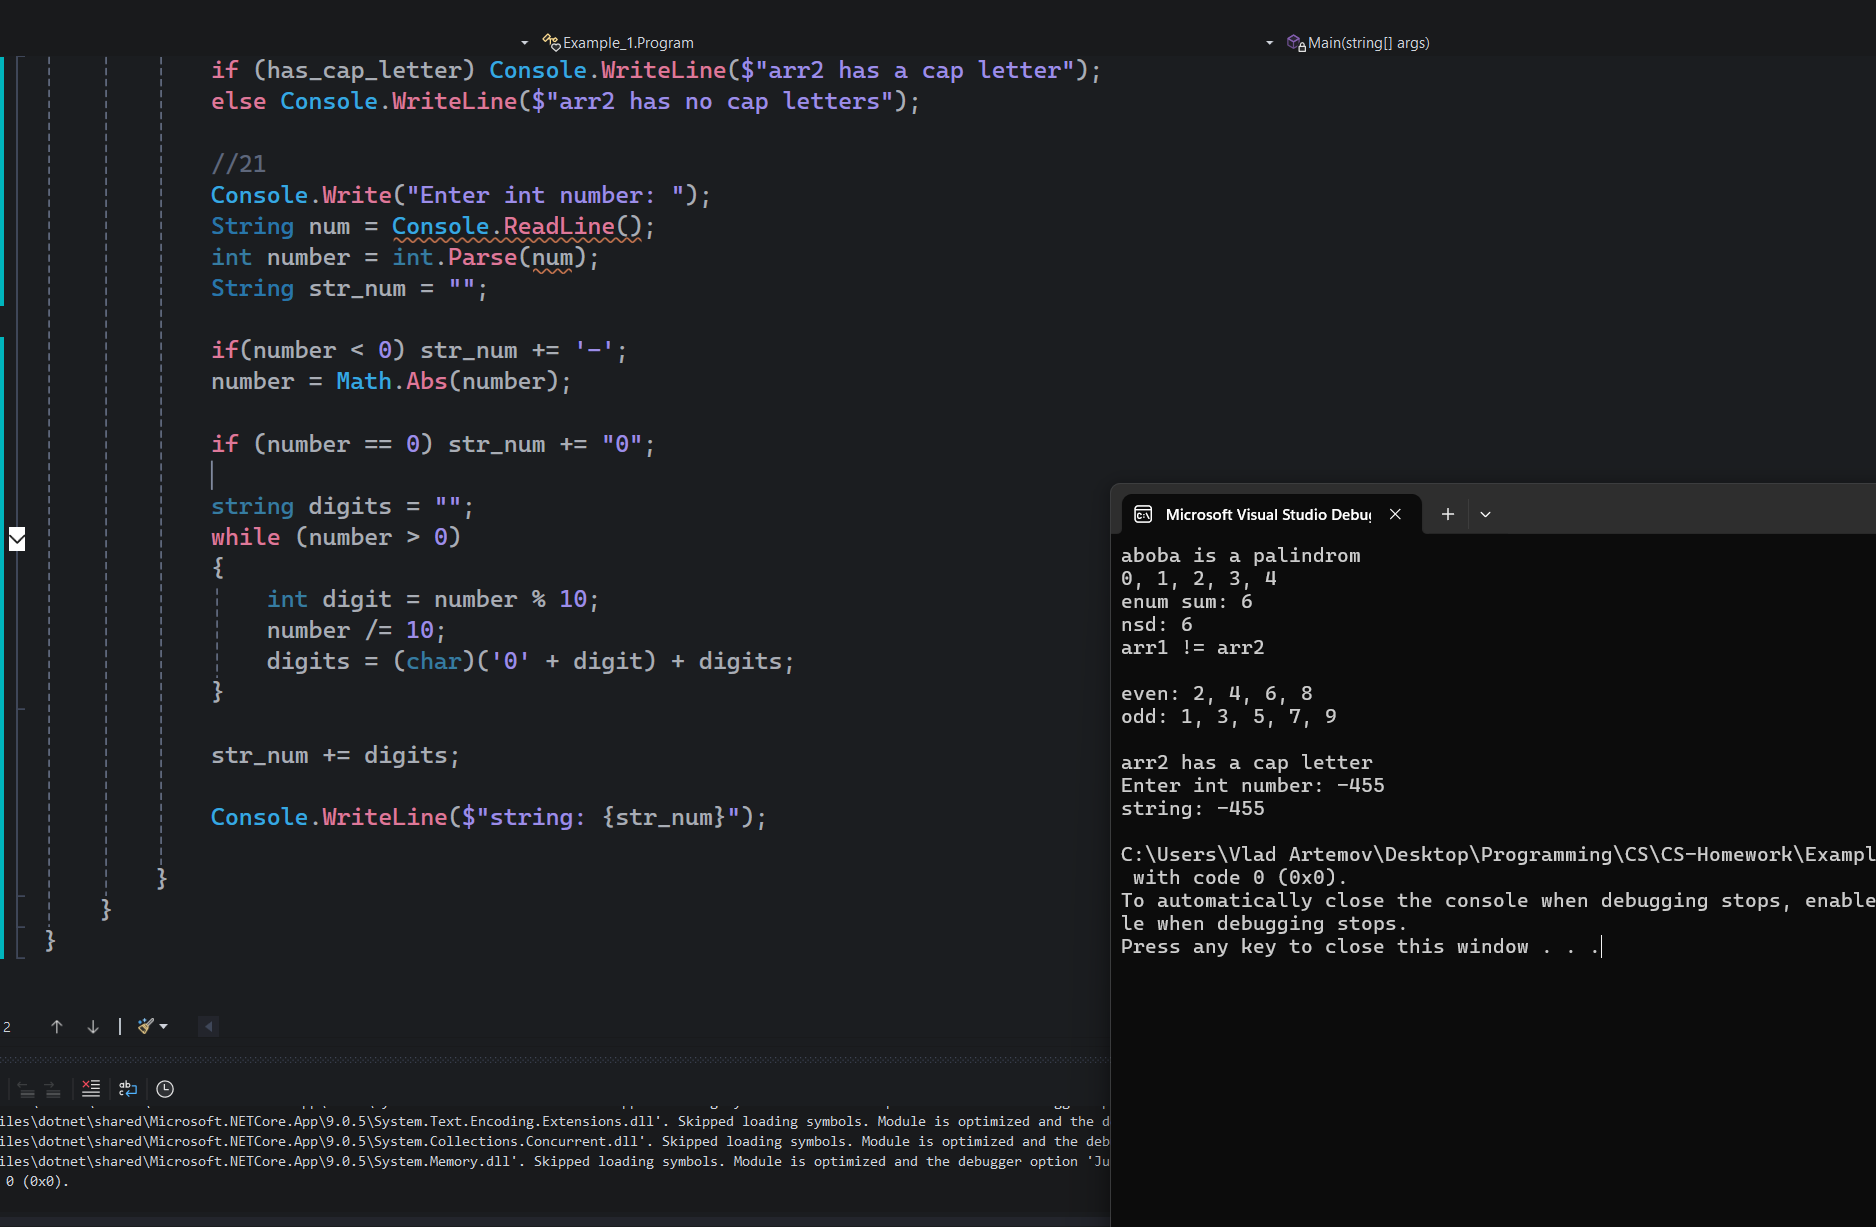 Example_1.Program
Main(string[] args)
if (has_cap_letter) Console.WriteLine($"arr2 has a cap letter");
else Console.WriteLine($"arr2 has no cap letters");
//21
Console.Write("Enter int number: ");
String num = Console.ReadLine();
int number = int.Parse(num);
String str_num = "";
if(number < 0) str_num += '-';
number = Math.Abs(number);
if (number == 0) str_num += "0";
string digits = "";
while (number > 0)
{
int digit = number % 10;
number /= 10;
digits = (char)('0' + digit) + digits;
}
str_num += digits;
Console.WriteLine($"string: {str_num}");
}
}
}
2
iles\dotnet\shared\Microsoft.NETCore.App\9.0.5\System.Text.Encoding.Extensions.dll'. Skipped loading symbols. Module is optimized and the d
iles\dotnet\shared\Microsoft.NETCore.App\9.0.5\System.Collections.Concurrent.dll'. Skipped loading symbols. Module is optimized and the deb
iles\dotnet\shared\Microsoft.NETCore.App\9.0.5\System.Memory.dll'. Skipped loading symbols. Module is optimized and the debugger option 'Ju
0 (0x0).
Microsoft Visual Studio Debug
aboba is a palindrom
0, 1, 2, 3, 4
enum sum: 6
nsd: 6
arr1 != arr2
even: 2, 4, 6, 8
odd: 1, 3, 5, 7, 9
arr2 has a cap letter
Enter int number: -455
string: -455
C:\Users\Vlad Artemov\Desktop\Programming\CS\CS-Homework\Exampl
with code 0 (0x0).
To automatically close the console when debugging stops, enable
le when debugging stops.
Press any key to close this window . . .